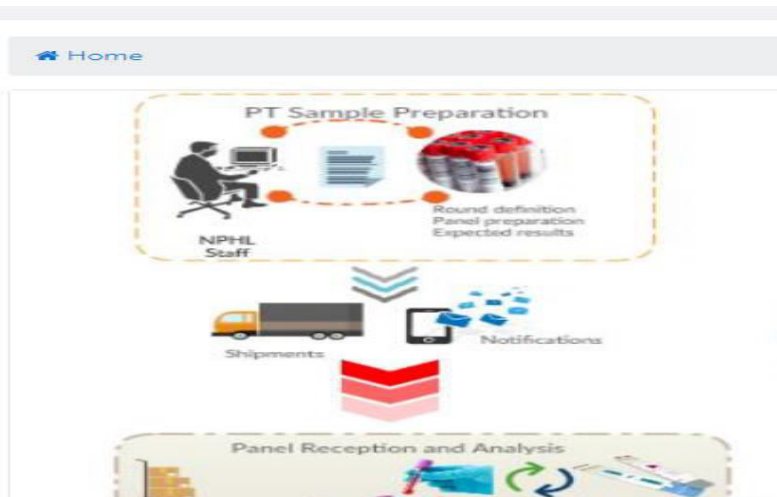 Home
PT Sample Preparation
Round definition
Panel preparation
Expected results
NPHL
Staff
Shipments
Notifications
Panel Reception and Analysis